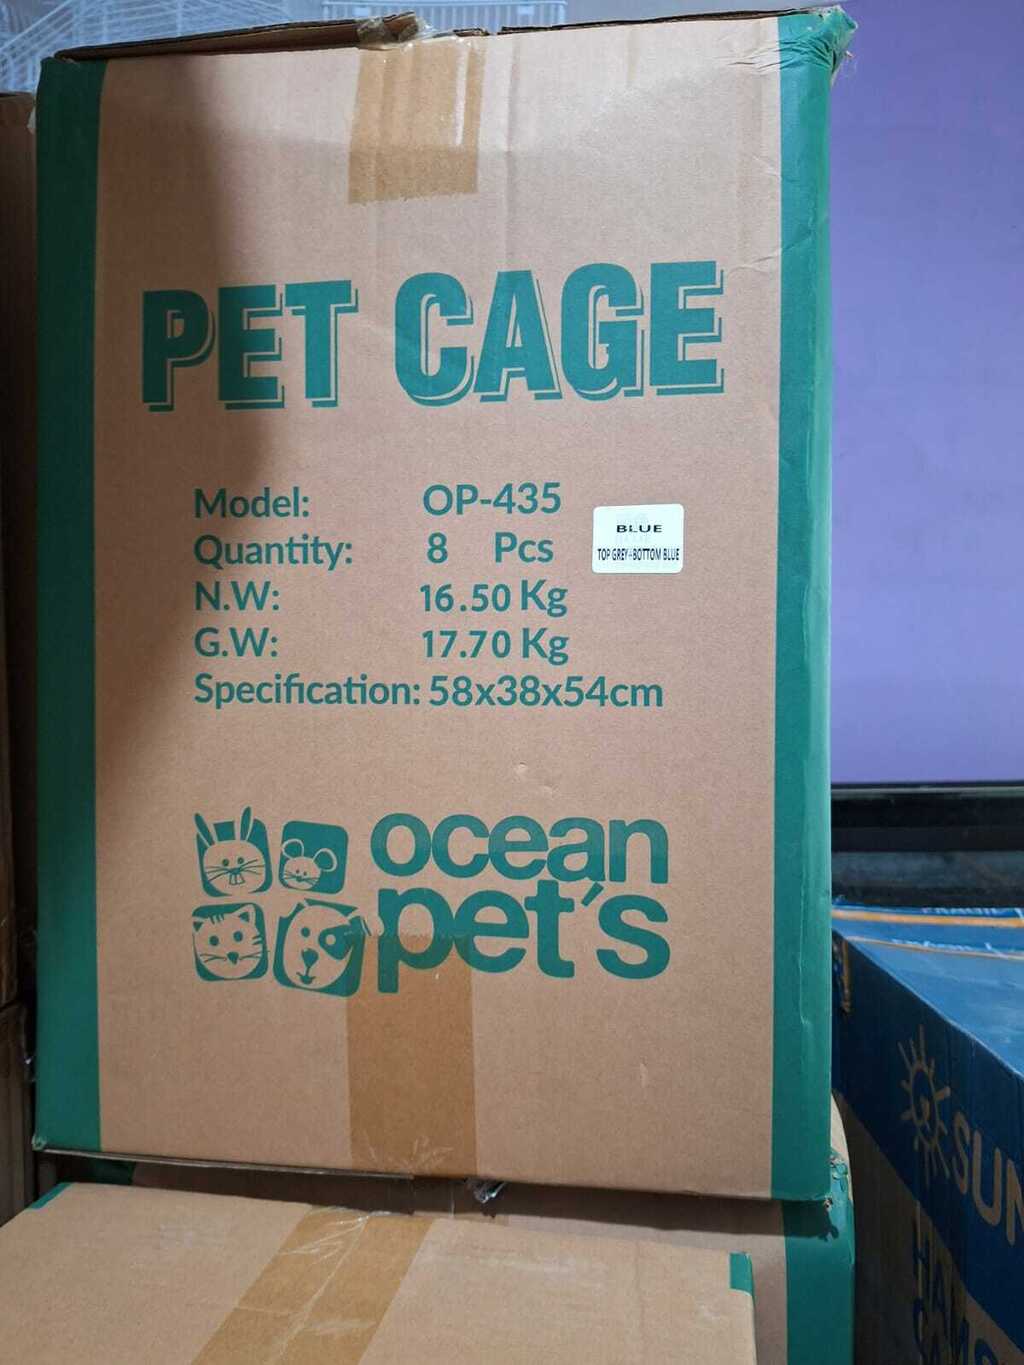 PET CAGE
Model: OP-435
Quantity: 8 Pcs
N.W: 16.50 Kg
G.W: 17.70 Kg
Specification: 58x38x54cm
BLUE
TOP GREY-BOTTOM BLUE
ocean
pet's